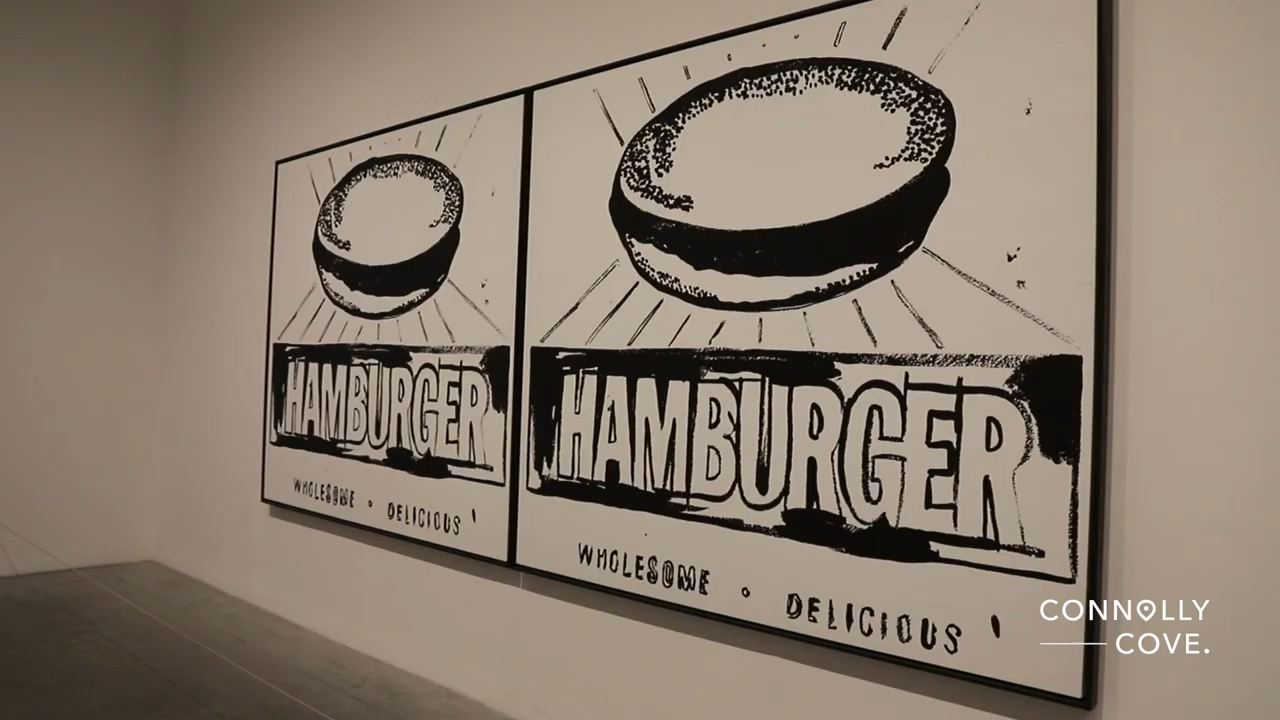 HAMBURGER
WHOLESOME • DELICIOUS '
HAMBURGER
WHOLESOME • DELICIOUS '
CONNOLLY
COVE.